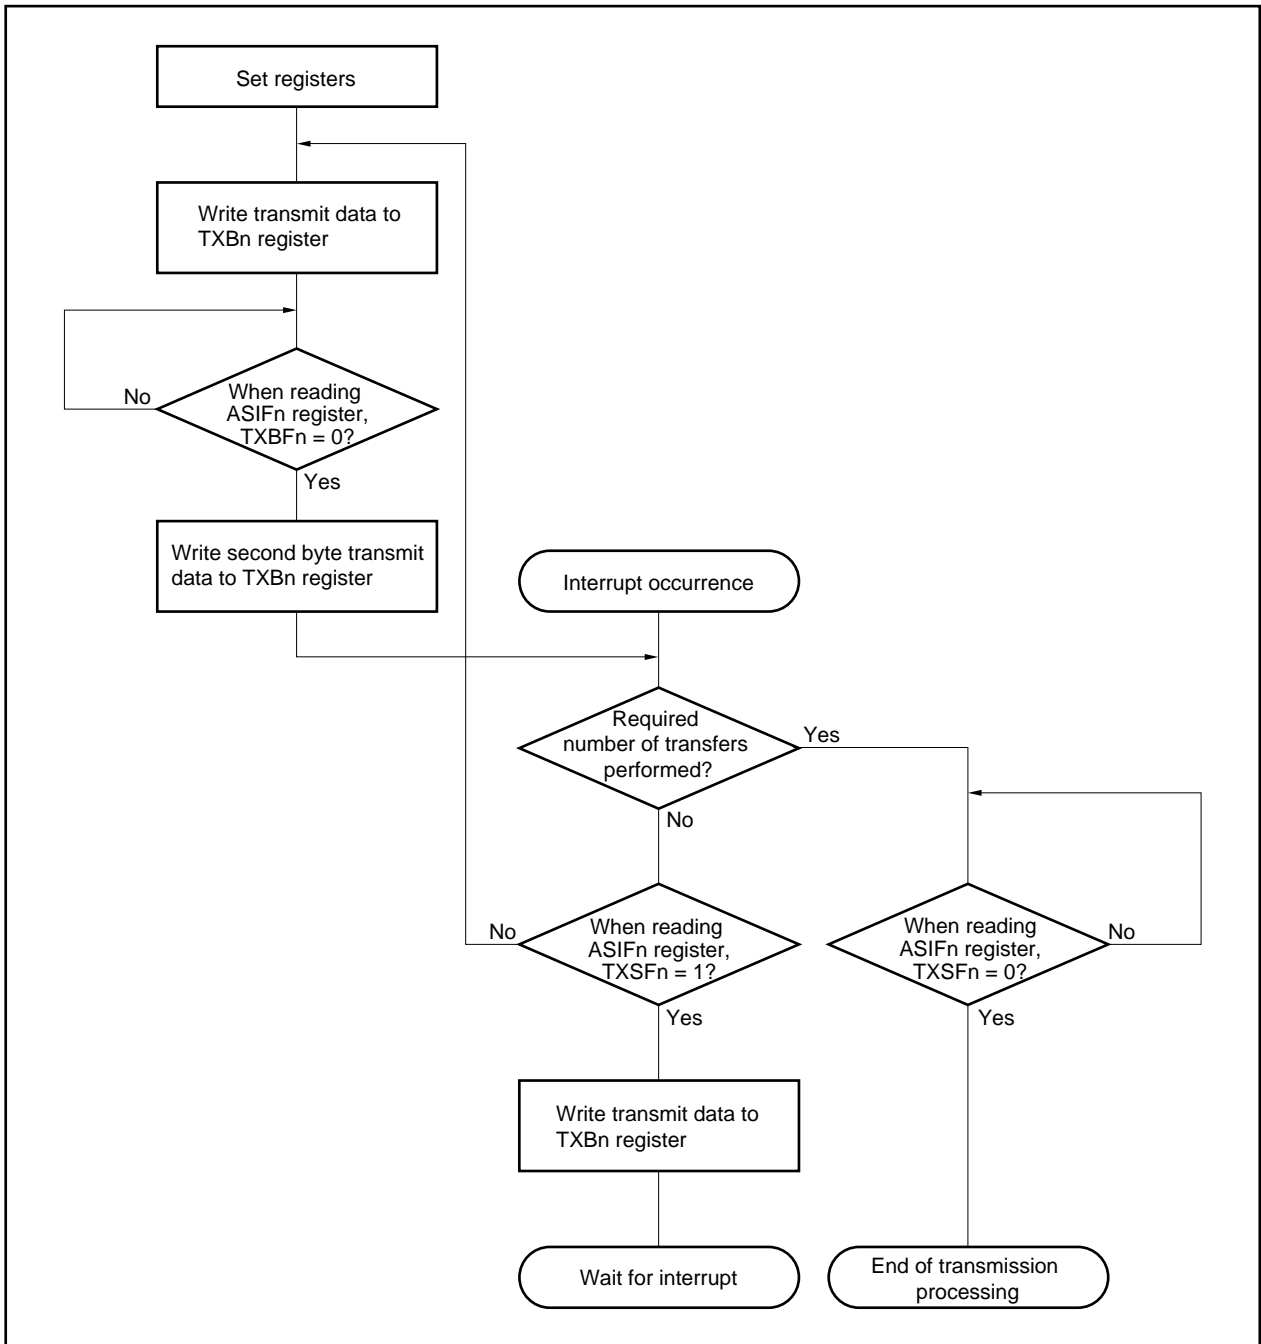 Set registers
Write transmit data to
TXBn register
No
When reading
ASIFn register,
TXBFn = 0?
Yes
Write second byte transmit
data to TXBn register
Interrupt occurrence
Required
number of transfers
performed?
Yes
No
No
When reading
ASIFn register,
TXSFn = 1?
Yes
When reading
ASIFn register,
TXSFn = 0?
No
Yes
Write transmit data to
TXBn register
Wait for interrupt
End of transmission
processing